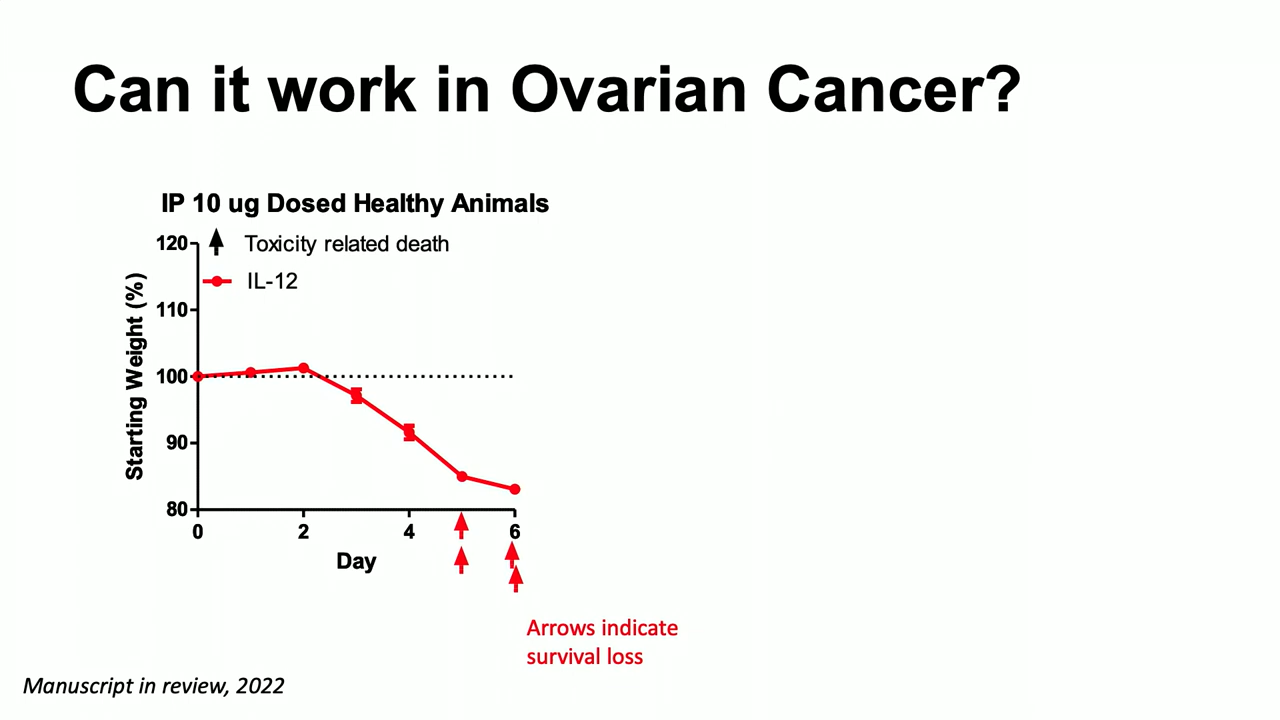 Can it work in Ovarian Cancer?
IP 10 ug Dosed Healthy Animals
Toxicity related death
IL-12
120
110
100
90
80
Starting Weight (%)
0 2 4 6
Day
Arrows indicate
survival loss
Manuscript in review, 2022